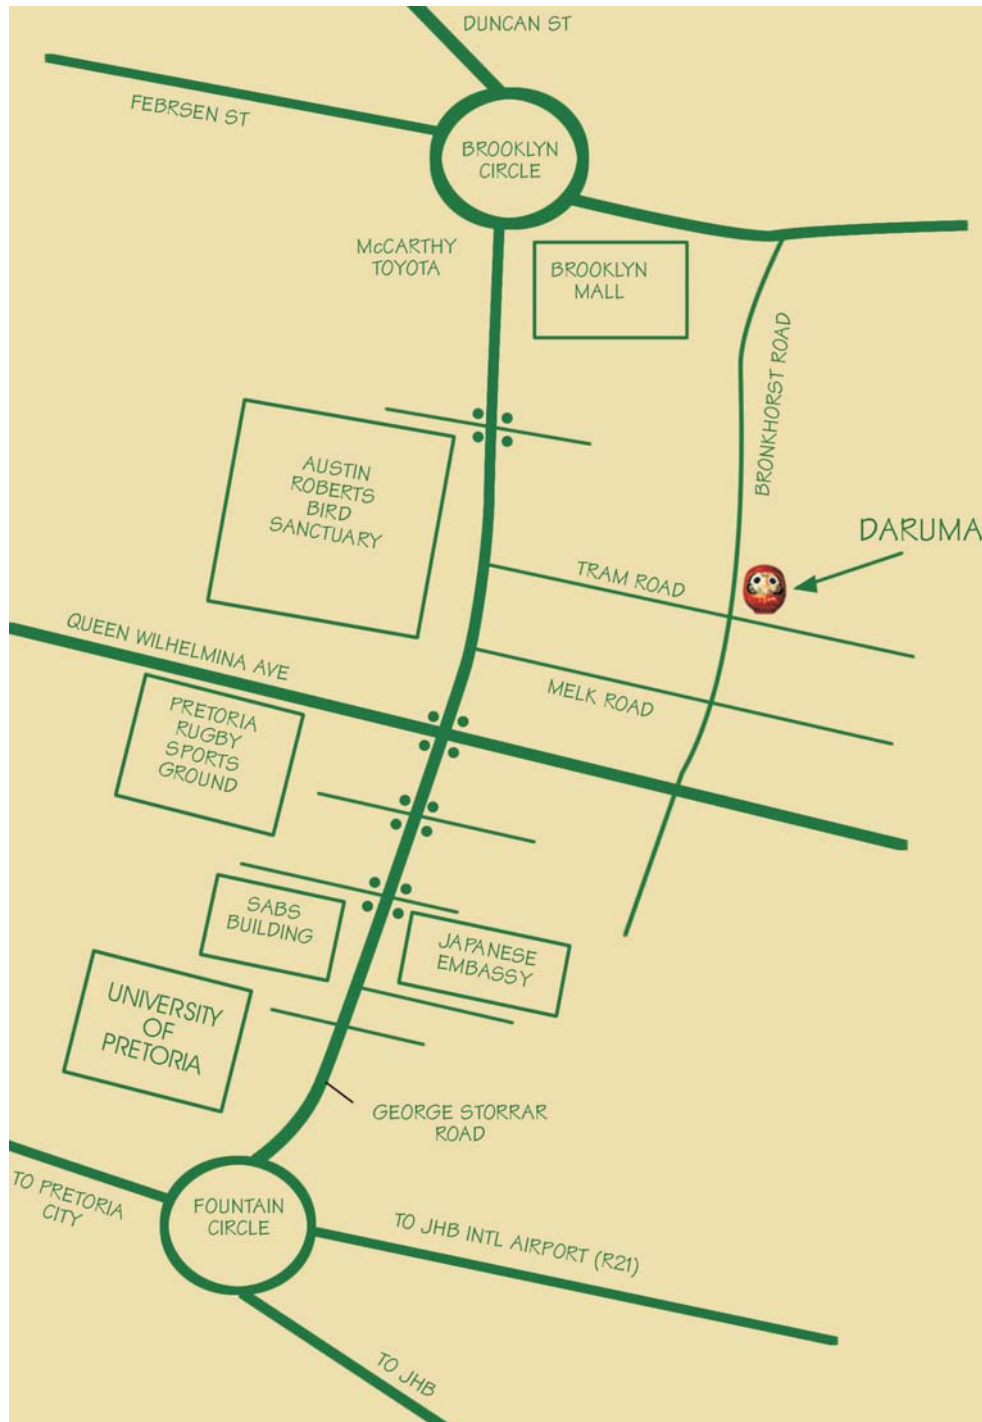 DUNCAN ST
FEBRSEN ST
BROOKLYN
CIRCLE
McCARTHY
TOYOTA
BROOKLYN
MALL
BRONKHORST ROAD
AUSTIN
ROBERTS
BIRD
SANCTUARY
DARUMA
TRAM ROAD
QUEEN WILHELMINA AVE
MELK ROAD
PRETORIA
RUGBY
SPORTS
GROUND
SABS
BUILDING
JAPANESE
EMBASSY
UNIVERSITY
OF
PRETORIA
GEORGE STORRAR
ROAD
TO PRETORIA
CITY
FOUNTAIN
CIRCLE
TO JHB INTL AIRPORT (R21)
TO JHB